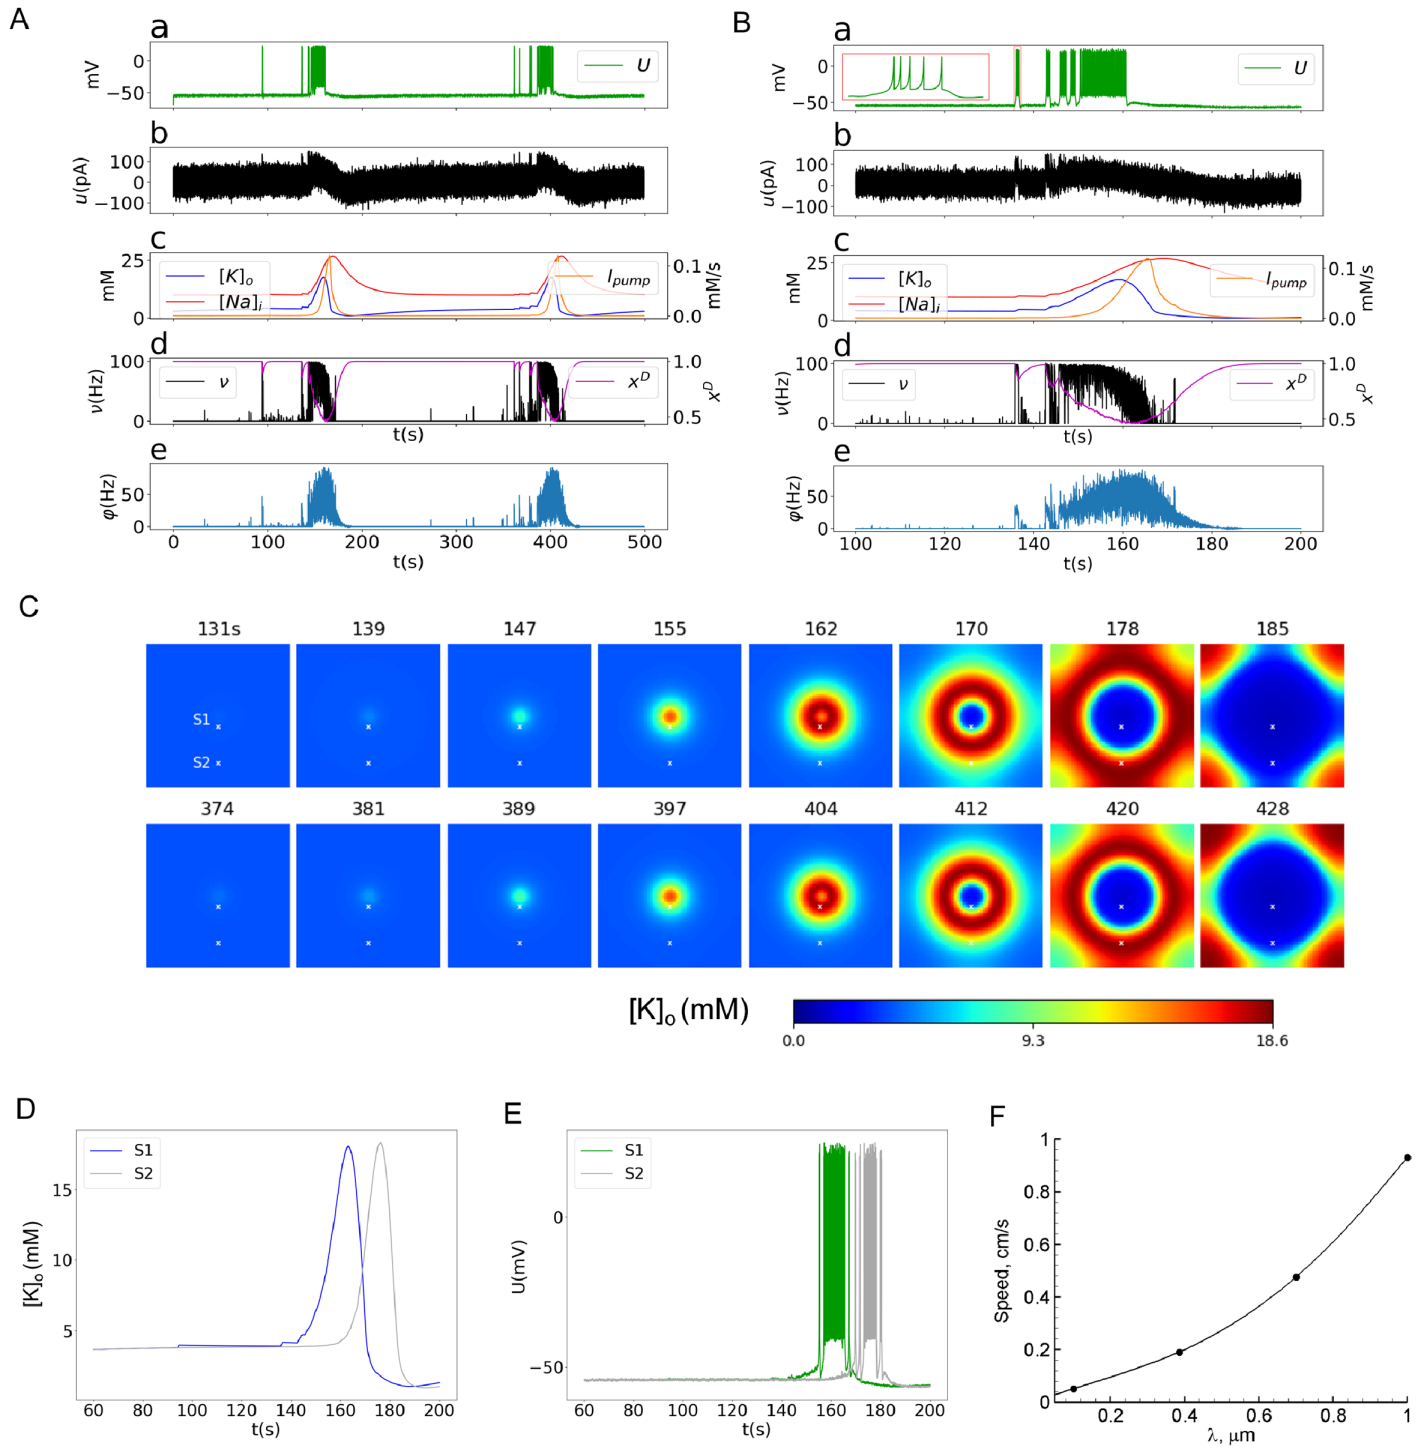 A
a
mV
0
−50
U
b
u(pA)
100
0
−100
c
mM
25
0
[K]o
[Na]i
Ipump
0.1
0.0
mM/s
d
ν(Hz)
100
0
ν
xD
1.0
0.5
xD
t(s)
e
φ(Hz)
50
0
0 100 200 300 400 500
t(s)
B
a
mV
0
−50
U
b
u(pA)
100
0
−100
c
mM
25
0
[K]o
[Na]i
Ipump
0.1
0.0
mM/s
d
ν(Hz)
100
0
ν
xD
1.0
0.5
xD
t(s)
e
φ(Hz)
50
0
100 120 140 160 180 200
t(s)
C
131s 139 147 155 162 170 178 185
S1
S2
374 381 389 397 404 412 420 428
[K]o (mM)
0.0 9.3 18.6
D
S1
S2
[K]o (mM)
15
10
5
60 80 100 120 140 160 180 200
t(s)
E
S1
S2
U(mV)
0
−50
60 80 100 120 140 160 180 200
t(s)
F
Speed, cm/s
1
0.8
0.6
0.4
0.2
0
0.2 0.4 0.6 0.8 1
λ, μm